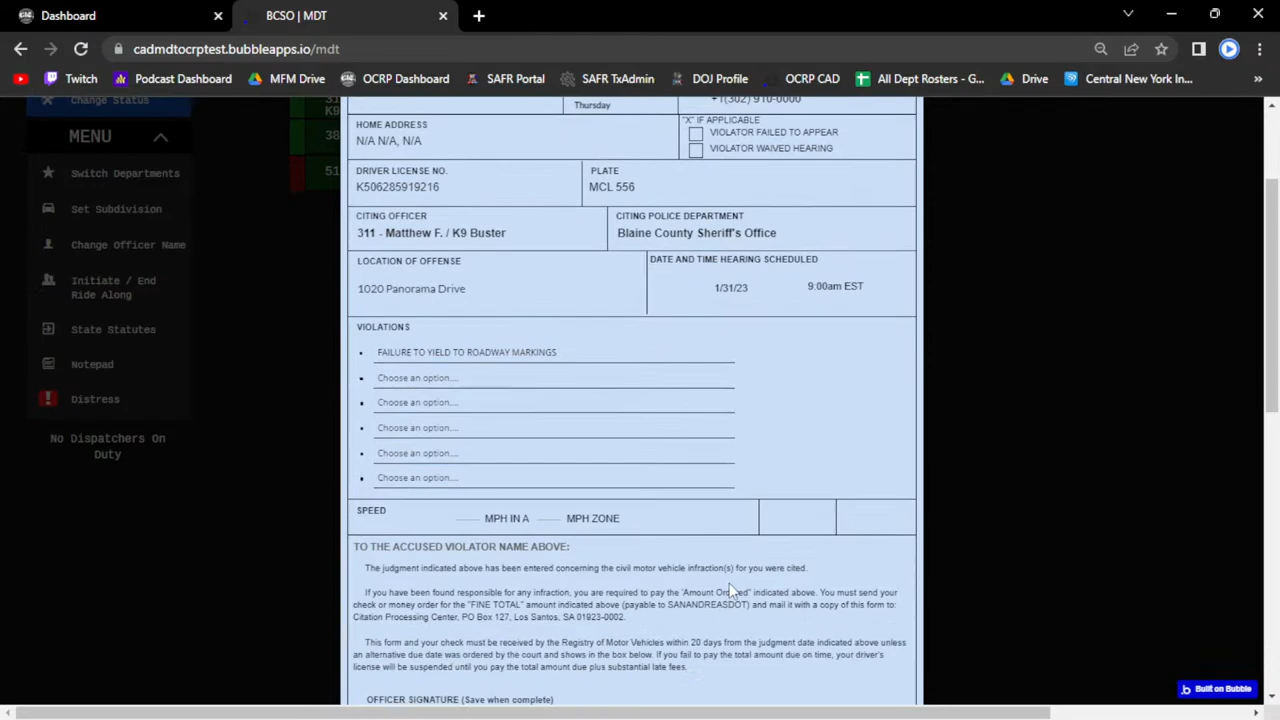 Dashboard
BCSO | MDT
cadmdtocrptest.bubbleapps.io/mdt
Twitch
Podcast Dashboard
MFM Drive
OCRP Dashboard
SAFR Portal
SAFR TxAdmin
DOJ Profile
OCRP CAD
All Dept Rosters - G...
Drive
Central New York In...
Change Status
MENU
Switch Departments
Set Subdivision
Change Officer Name
Initiate / End
Ride Along
State Statutes
Notepad
Distress
No Dispatchers On
Duty
K9
38
51
Thursday
+1(302) 910-0000
HOME ADDRESS
N/A N/A, N/A
"X" IF APPLICABLE
VIOLATOR FAILED TO APPEAR
VIOLATOR WAIVED HEARING
DRIVER LICENSE NO.
K506285919216
PLATE
MCL 556
CITING OFFICER
311 - Matthew F. / K9 Buster
CITING POLICE DEPARTMENT
Blaine County Sheriff's Office
LOCATION OF OFFENSE
1020 Panorama Drive
DATE AND TIME HEARING SCHEDULED
1/31/23 9:00am EST
VIOLATIONS
FAILURE TO YIELD TO ROADWAY MARKINGS
Choose an option...
Choose an option...
Choose an option...
Choose an option...
Choose an option...
SPEED
MPH IN A MPH ZONE
TO THE ACCUSED VIOLATOR NAME ABOVE:
The judgment indicated above has been entered concerning the civil motor vehicle infraction(s) for you were cited.
If you have been found responsible for any infraction, you are required to pay the 'Amount indicated above. You must send your
check or money order for the "FINE TOTAL" amount indicated above (payable to SANANDREASDOT) and mail it with a copy of this form to:
Citation Processing Center, PO Box 127, Los Santos, SA 01923-0002.
This form and your check must be received by the Registry of Motor Vehicles within 20 days from the judgment date indicated above unless
an alternative due date was ordered by the court and shows in the box below. If you fail to pay the total amount due on time, your driver's
license will be suspended until you pay the total amount due plus substantial late fees.
OFFICER SIGNATURE (Save when complete)
Built on Bubble